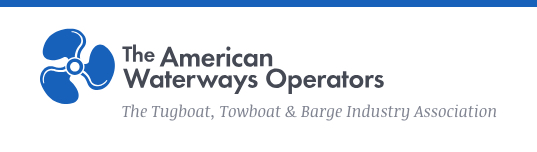 The American
Waterways Operators
The Tugboat, Towboat & Barge Industry Association